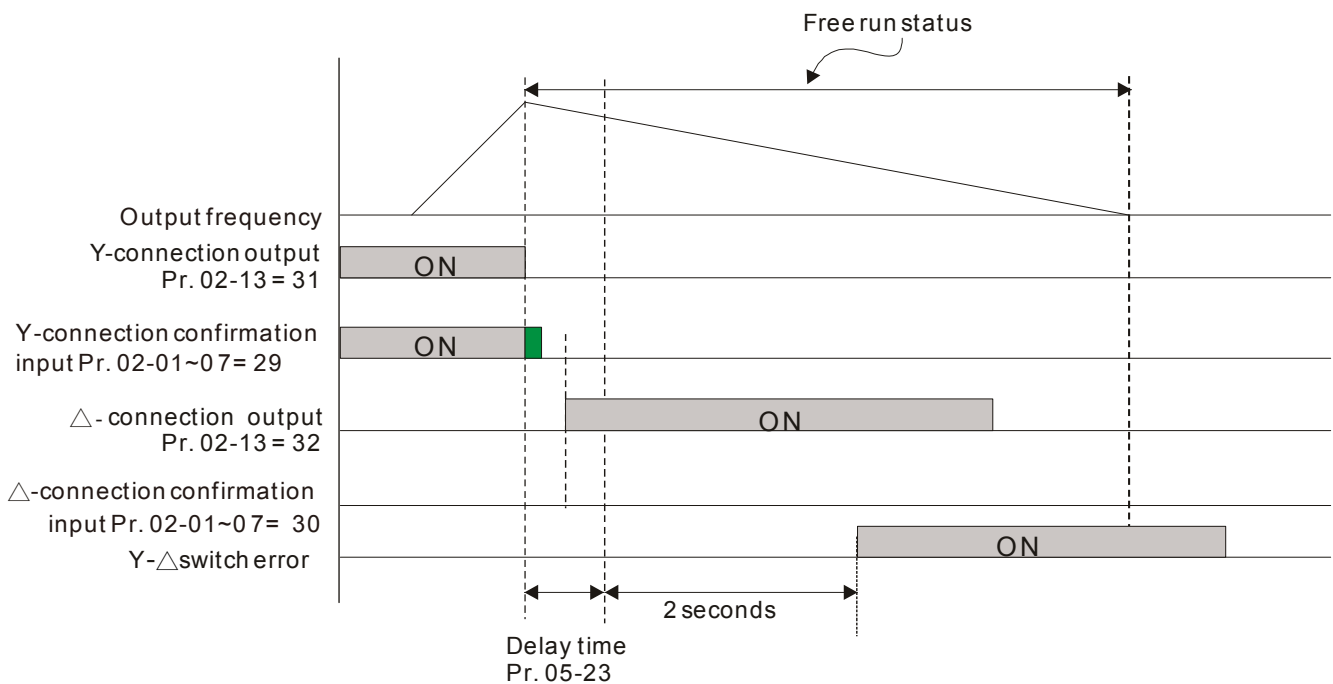 Free run status
Output frequency
Y-connection output
Pr. 02-13 = 31
ON
Y-connection confirmation
input Pr. 02-01~07= 29
ON
△- connection output
Pr. 02-13 = 32
ON
△-connection confirmation
input Pr. 02-01~07= 30
Y-△switch error
ON
2 seconds
Delay time
Pr. 05-23